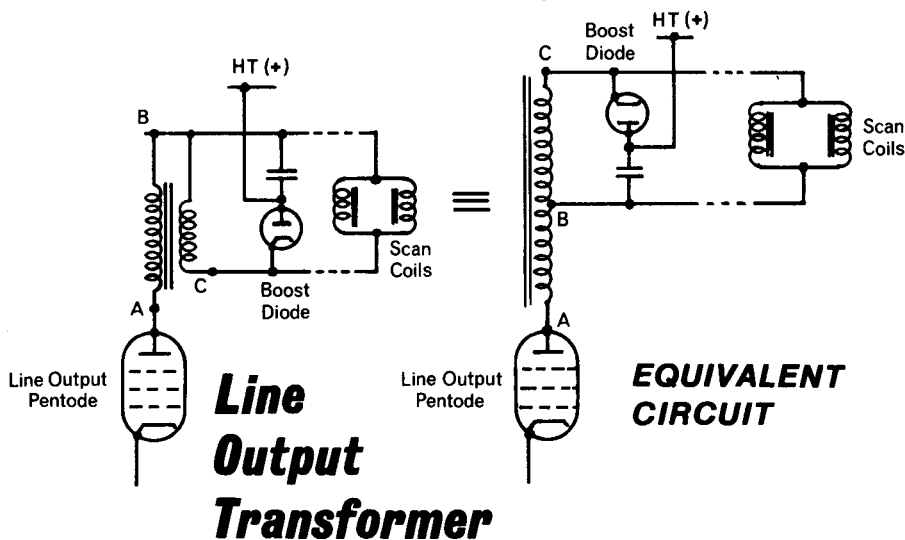 HT (+)
B
C
A
Boost
Diode
Scan
Coils
Line Output
Pentode
Line
Output
Transformer
HT (+)
Boost
Diode
C
B
A
Scan
Coils
Line Output
Pentode
EQUIVALENT
CIRCUIT